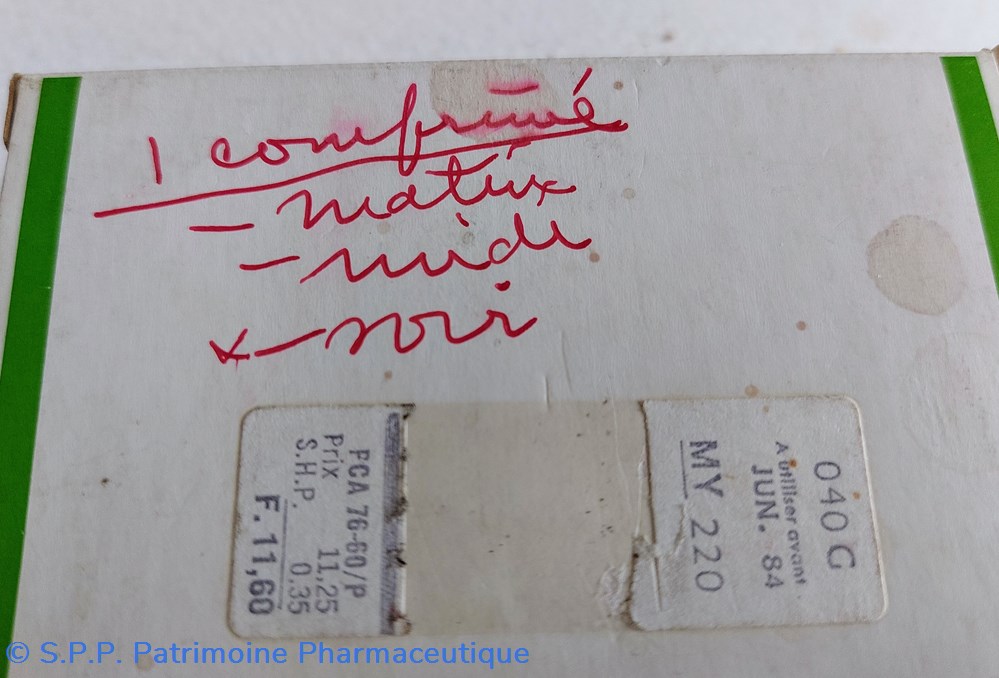 1 comprimé
- matin
- midi
x - soir
FCA 76-60/P
Prix 11,25
S.H.P. 0,35
F. 11,60
040 G
A utiliser avant
JUN. 84
MY 220
© S.P.P. Patrimoine Pharmaceutique